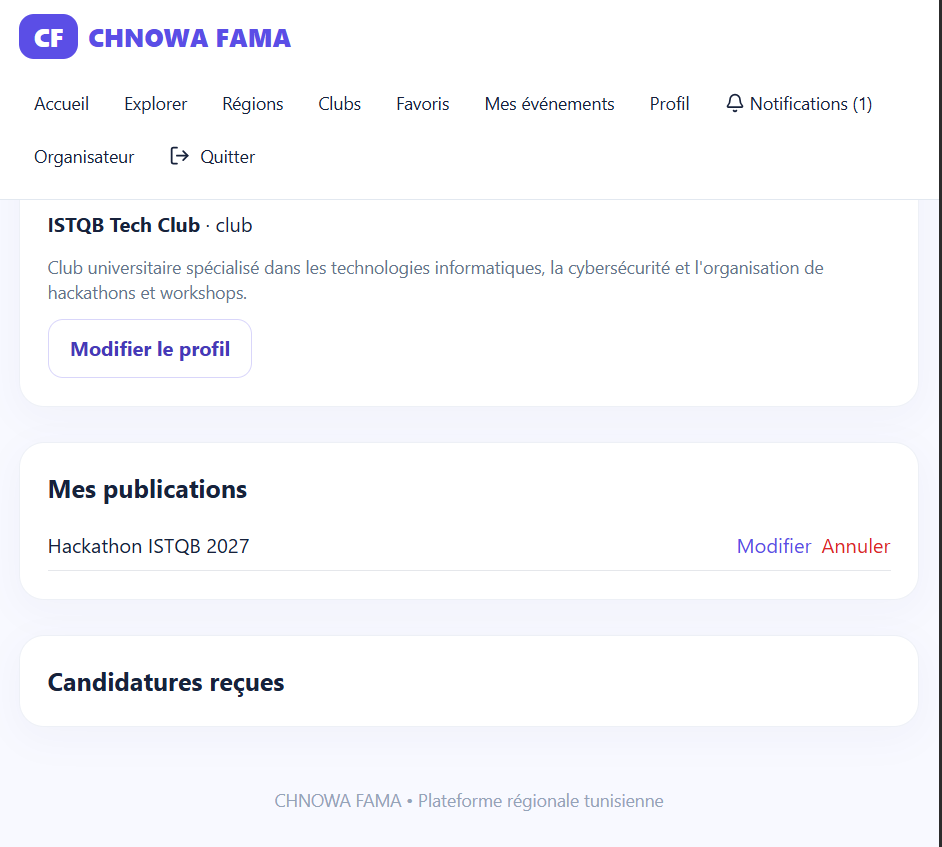 CF CHNOWA FAMA
Accueil Explorer Régions Clubs Favoris Mes événements Profil Notifications (1)
Organisateur Quitter
ISTQB Tech Club · club
Club universitaire spécialisé dans les technologies informatiques, la cybersécurité et l'organisation de
hackathons et workshops.
Modifier le profil
Mes publications
Hackathon ISTQB 2027 Modifier Annuler
Candidatures reçues
CHNOWA FAMA • Plateforme régionale tunisienne